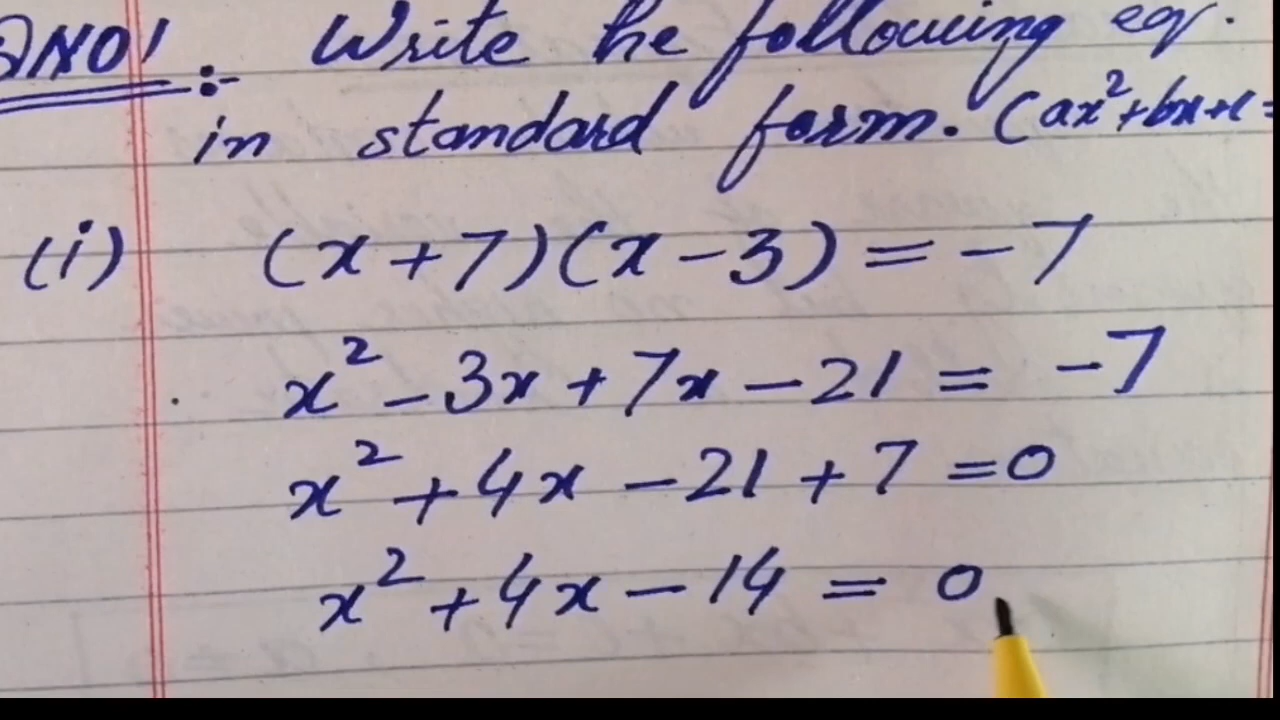 QNO1 :- Write he following eq.
in standard form. (ax²+bx+c=
(i) (x+7)(x-3) = -7
x² - 3x + 7x - 21 = -7
x² + 4x - 21 + 7 = 0
x² + 4x - 14 = 0